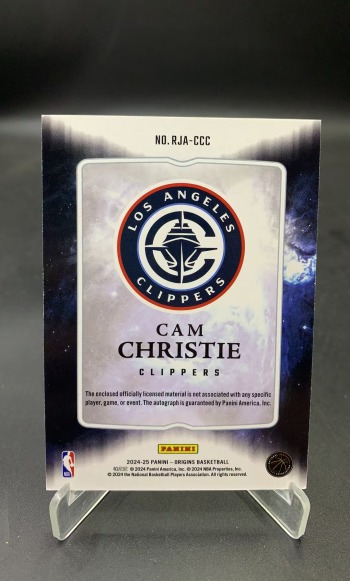 NO. RJA-CCC
LOS ANGELES
CLIPPERS
CAM
CHRISTIE
CLIPPERS
The enclosed officially licensed material is not associated with any specific
player, game, or event. The autograph is guaranteed by Panini America, Inc.
PANINI
2024-25 PANINI – ORIGINS BASKETBALL
© 2024 Panini America, Inc. © 2024 NBA Properties, Inc.
© 2024 the National Basketball Players Association. All rights reserved.